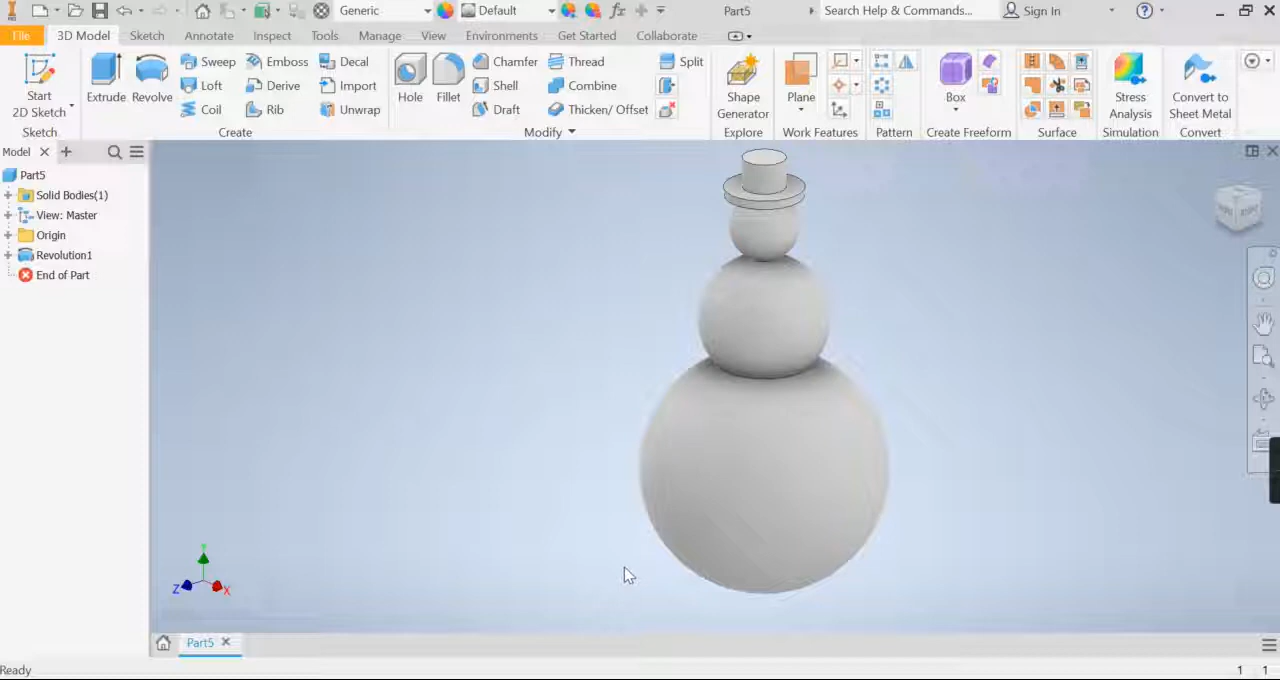 Generic Default fx Part5 Search Help & Commands... Sign In
File 3D Model Sketch Annotate Inspect Tools Manage View Environments Get Started Collaborate
Start 2D Sketch
Extrude Revolve
Sweep Emboss Decal
Loft Derive Import
Coil Rib Unwrap
Hole Fillet
Chamfer Thread Split
Shell Combine
Draft Thicken/ Offset
Shape Generator
Plane
Box
Stress Analysis
Convert to Sheet Metal
Sketch Create Modify Explore Work Features Pattern Create Freeform Surface Simulation Convert
Model
Part5
Solid Bodies(1)
View: Master
Origin
Revolution1
End of Part
Y
Z X
Part5
Ready 1 1